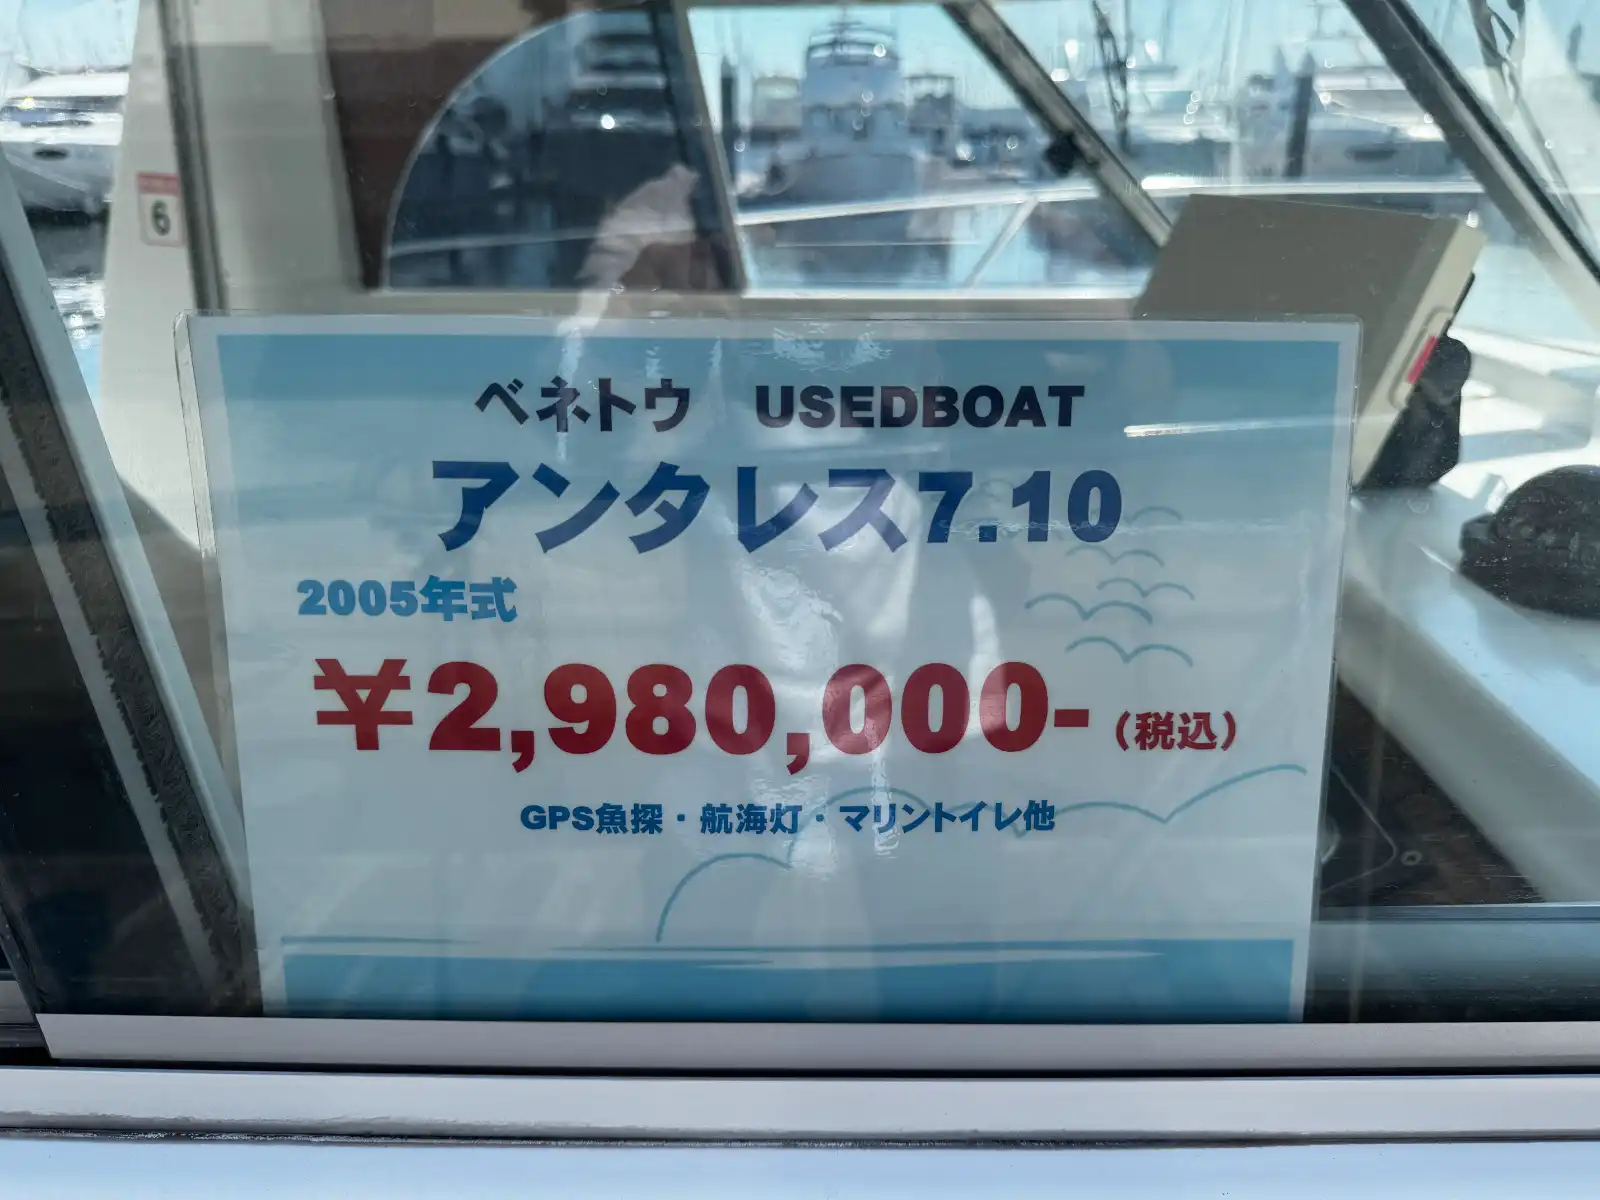 6
ベネトウ　USEDBOAT
アンタレス7.10
2005年式
¥2,980,000-（税込）
GPS魚探・航海灯・マリントイレ他